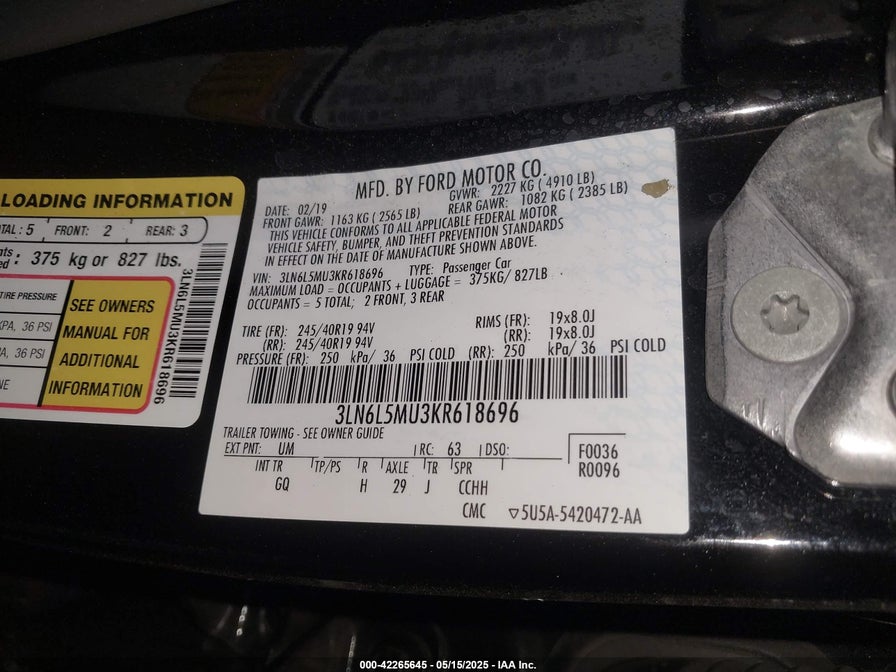 LOADING INFORMATION
TAL: 5 FRONT: 2 REAR: 3
nts
ed: 375 kg or 827 lbs.
TIRE PRESSURE
KPA, 36 PSI
PA, 36 PSI
NE
SEE OWNERS
MANUAL FOR
ADDITIONAL
INFORMATION
3LN6L5MU3KR618696
MFD. BY FORD MOTOR CO.
DATE: 02/19 GVWR: 2227 KG ( 4910 LB)
FRONT GAWR: 1163 KG ( 2565 LB) REAR GAWR: 1082 KG ( 2385 LB)
THIS VEHICLE CONFORMS TO ALL APPLICABLE FEDERAL MOTOR
VEHICLE SAFETY, BUMPER, AND THEFT PREVENTION STANDARDS
IN EFFECT ON THE DATE OF MANUFACTURE SHOWN ABOVE.
VIN: 3LN6L5MU3KR618696 TYPE: Passenger Car
MAXIMUM LOAD = OCCUPANTS + LUGGAGE = 375KG/ 827LB
OCCUPANTS = 5 TOTAL; 2 FRONT, 3 REAR
TIRE (FR): 245/40R19 94V RIMS (FR): 19x8.0J
(RR): 245/40R19 94V (RR): 19x8.0J
PRESSURE (FR): 250 kPa/ 36 PSI COLD (RR): 250 kPa/ 36 PSI COLD
3LN6L5MU3KR618696
TRAILER TOWING - SEE OWNER GUIDE
EXT PNT: UM RC: 63 DSO: F0036
INT TR TP/PS R AXLE TR SPR R0096
GQ H 29 J CCHH
CMC ▽5U5A-5420472-AA
000-42265645 - 05/15/2025 - IAA Inc.